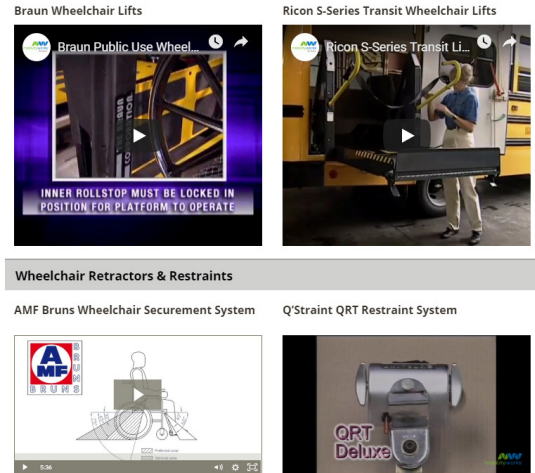 Braun Wheelchair Lifts
Ricon S-Series Transit Wheelchair Lifts
Braun Public Use Wheel...
Ricon S-Series Transit Li...
INNER ROLLSTOP MUST BE LOCKED IN
POSITION FOR PLATFORM TO OPERATE
Wheelchair Retractors & Restraints
AMF Bruns Wheelchair Securement System
Q'Straint QRT Restraint System
AMF
BRUNS
BRUNS
QRT
Deluxe
5:36